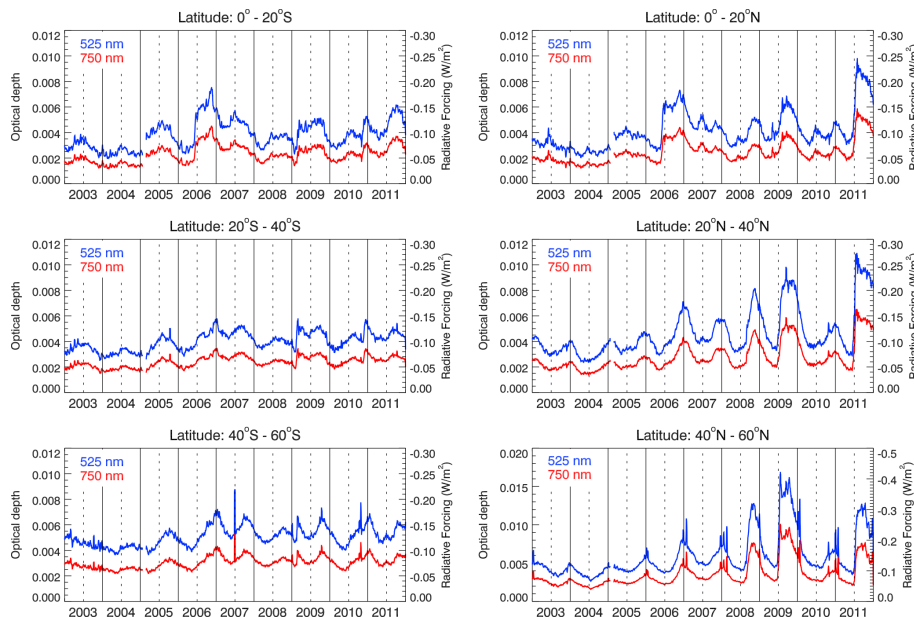 Latitude: 0° - 20°S
525 nm
750 nm
Optical depth
0.012
0.010
0.008
0.006
0.004
0.002
0.000
-0.30
-0.25
-0.20
-0.15
-0.10
-0.05
0.00
Radiative Forcing (W/m²)
2003 2004 2005 2006 2007 2008 2009 2010 2011
Latitude: 0° - 20°N
525 nm
750 nm
Optical depth
0.012
0.010
0.008
0.006
0.004
0.002
0.000
-0.30
-0.25
-0.20
-0.15
-0.10
-0.05
0.00
Radiative Forcing (W/m²)
2003 2004 2005 2006 2007 2008 2009 2010 2011
Latitude: 20°S - 40°S
525 nm
750 nm
Optical depth
0.012
0.010
0.008
0.006
0.004
0.002
0.000
-0.30
-0.25
-0.20
-0.15
-0.10
-0.05
0.00
Radiative Forcing (W/m²)
2003 2004 2005 2006 2007 2008 2009 2010 2011
Latitude: 20°N - 40°N
525 nm
750 nm
Optical depth
0.012
0.010
0.008
0.006
0.004
0.002
0.000
-0.30
-0.25
-0.20
-0.15
-0.10
-0.05
0.00
Radiative Forcing (W/m²)
2003 2004 2005 2006 2007 2008 2009 2010 2011
Latitude: 40°S - 60°S
525 nm
750 nm
Optical depth
0.012
0.010
0.008
0.006
0.004
0.002
0.000
-0.30
-0.25
-0.20
-0.15
-0.10
-0.05
0.00
Radiative Forcing (W/m²)
2003 2004 2005 2006 2007 2008 2009 2010 2011
Latitude: 40°N - 60°N
525 nm
750 nm
Optical depth
0.020
0.015
0.010
0.005
0.000
-0.5
-0.4
-0.3
-0.2
-0.1
0.0
Radiative Forcing (W/m²)
2003 2004 2005 2006 2007 2008 2009 2010 2011